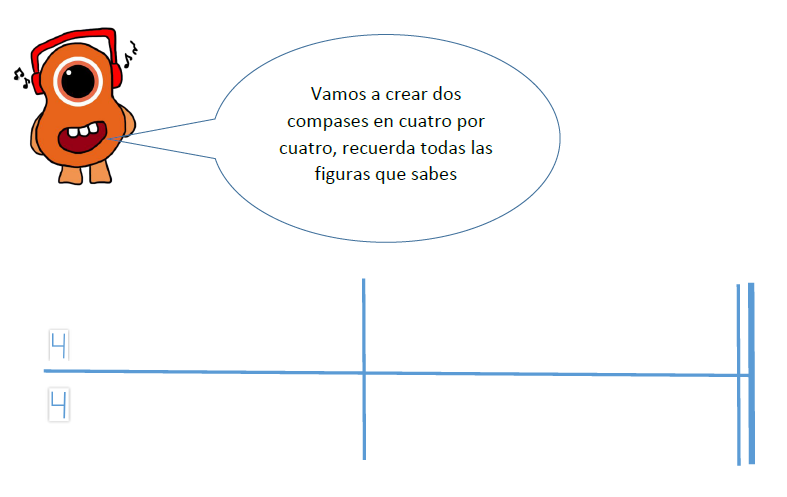 Vamos a crear dos
compases en cuatro por
cuatro, recuerda todas las
figuras que sabes
4
4